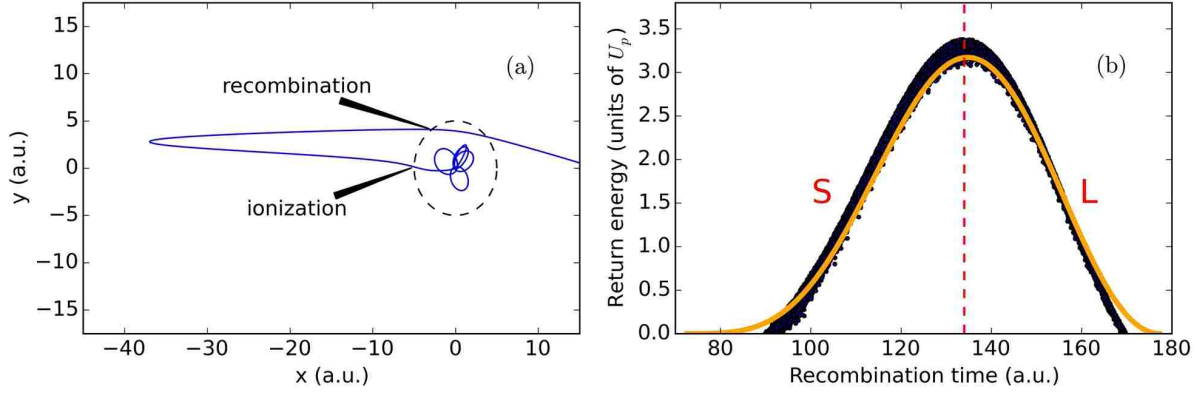 15
10
5
0
−5
−10
−15
y (a.u.)
−40
−30
−20
−10
0
10
x (a.u.)
recombination
ionization
(a)
3.5
3.0
2.5
2.0
1.5
1.0
0.5
0.0
Return energy (units of U_p)
80
100
120
140
160
180
Recombination time (a.u.)
S
L
(b)